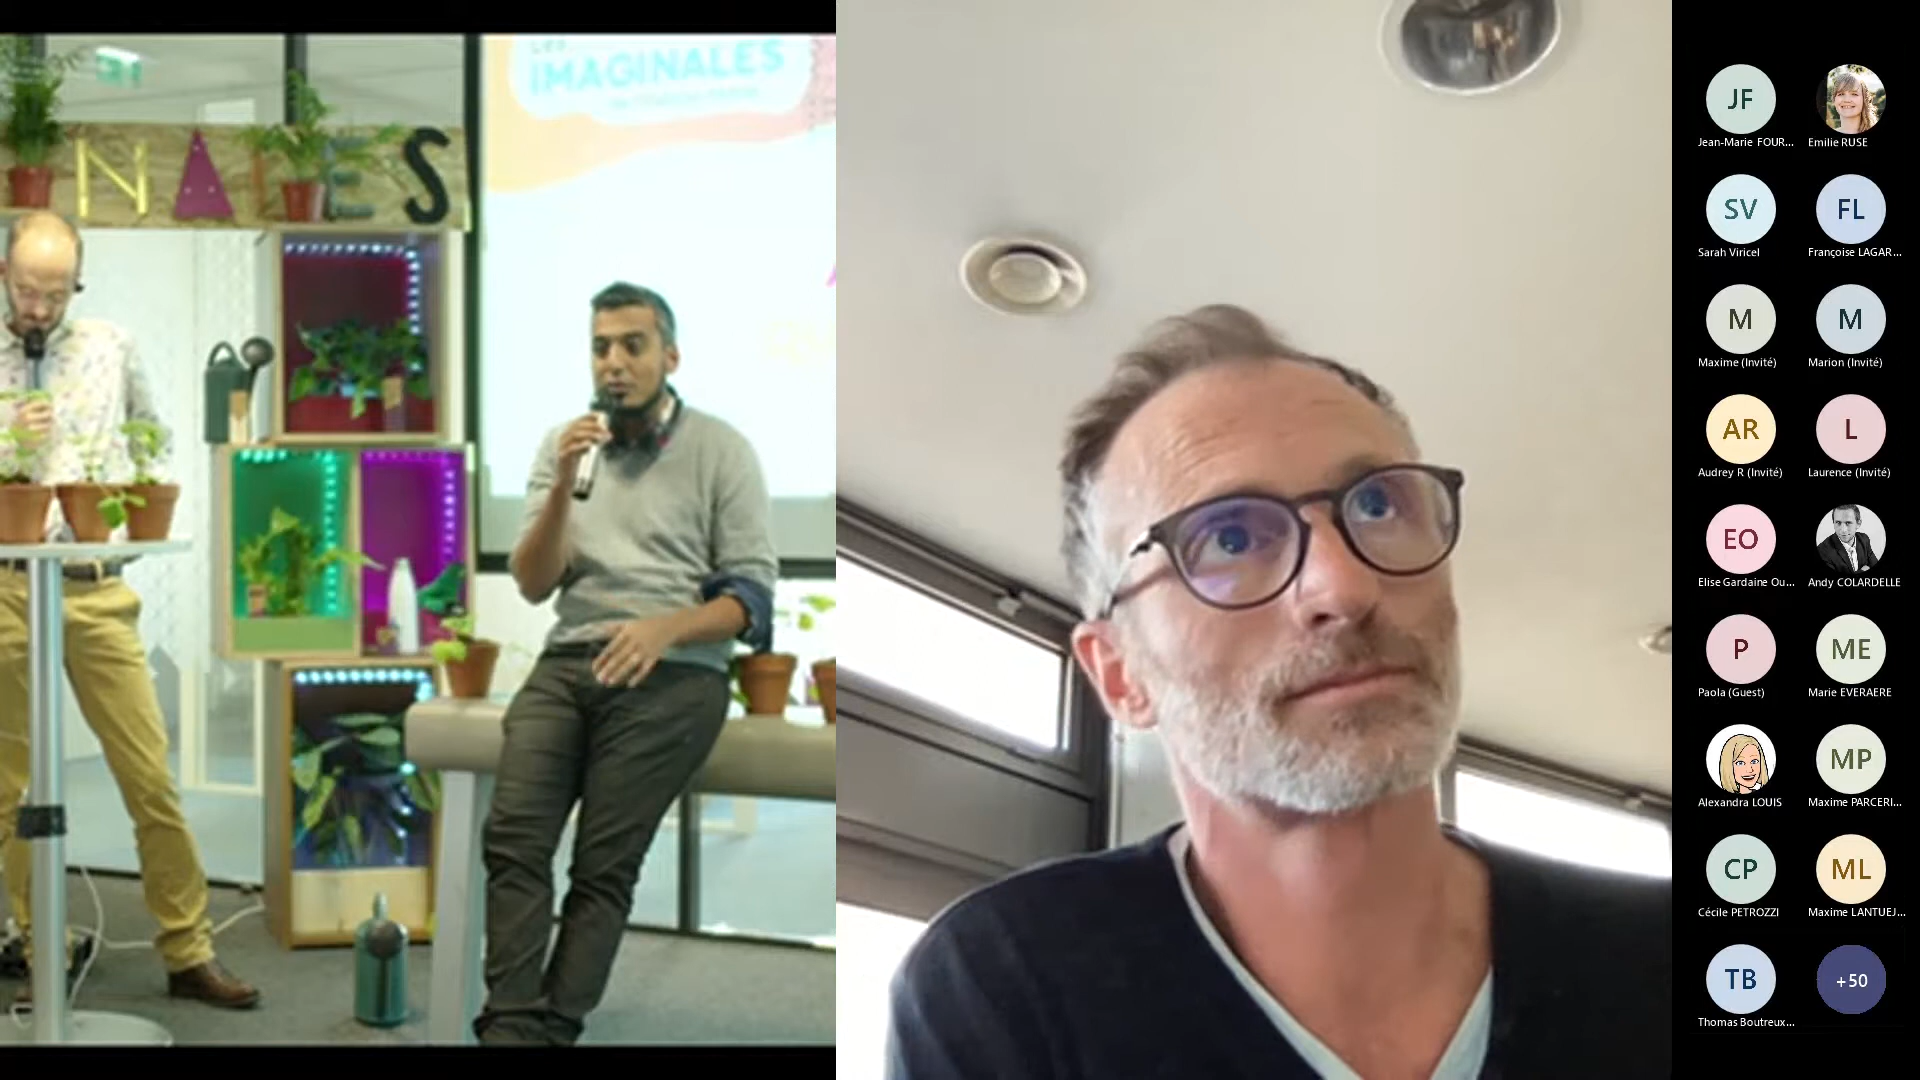 LES
IMAGINALES
NALES
JF
Jean-Marie FOUR...
Emilie RUSE
SV
Sarah Viricel
FL
Françoise LAGAR...
M
Maxime (Invité)
M
Marion (Invité)
AR
Audrey R (Invité)
L
Laurence (Invité)
EO
Elise Gardaine Ou...
Andy COLARDELLE
P
Paola (Guest)
ME
Marie EVERAERE
Alexandra LOUIS
MP
Maxime PARCERI...
CP
Cécile PETROZZI
ML
Maxime LANTUEJ...
TB
Thomas Boutreux...
+50